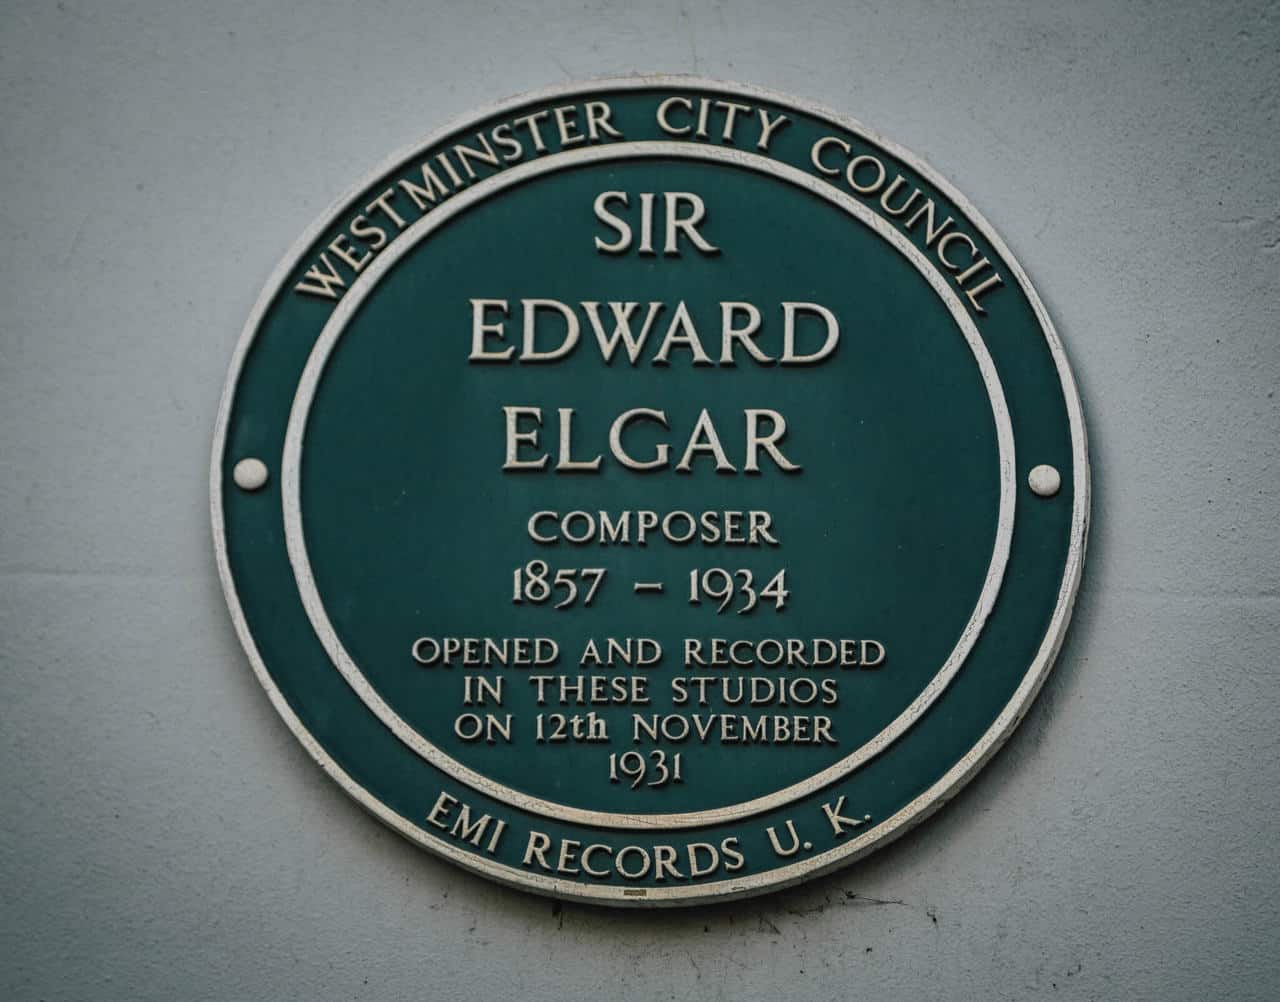 WESTMINSTER CITY COUNCIL
SIR
EDWARD
ELGAR
COMPOSER
1857 – 1934
OPENED AND RECORDED
IN THESE STUDIOS
ON 12th NOVEMBER
1931
EMI RECORDS U. K.